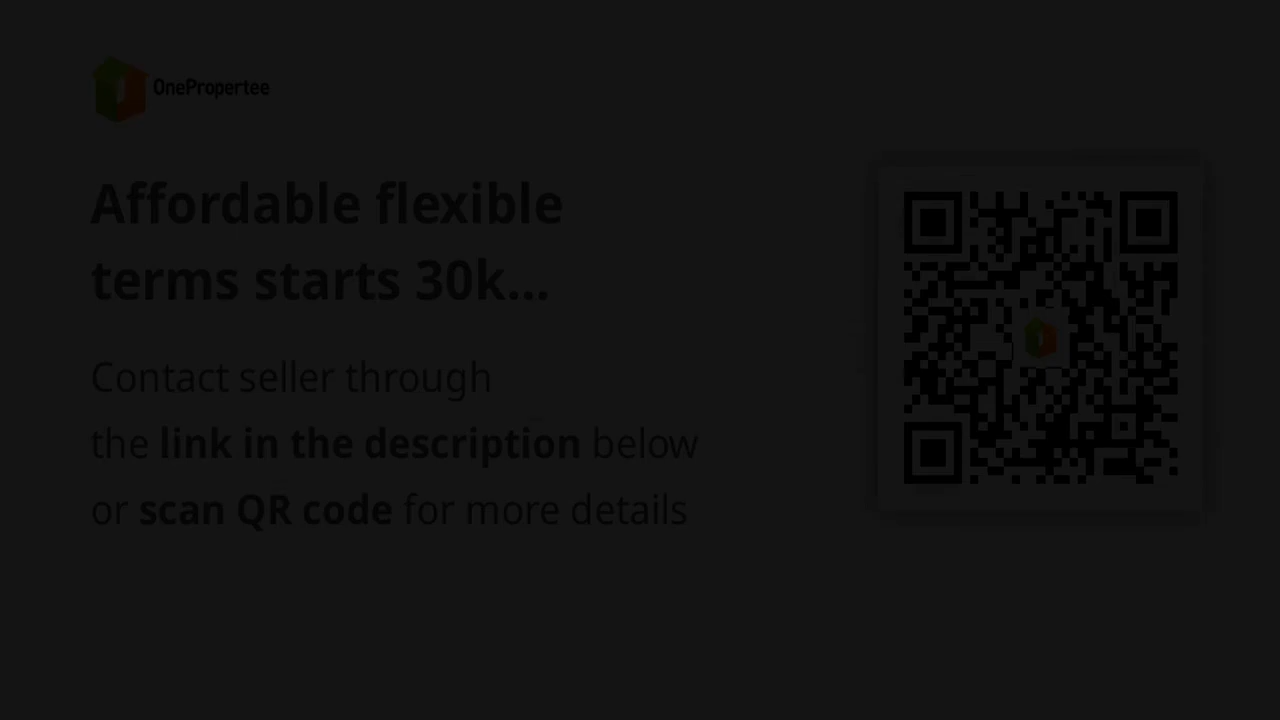 OnePropertee
Affordable flexible
terms starts 30k...
Contact seller through
the link in the description below
or scan QR code for more details